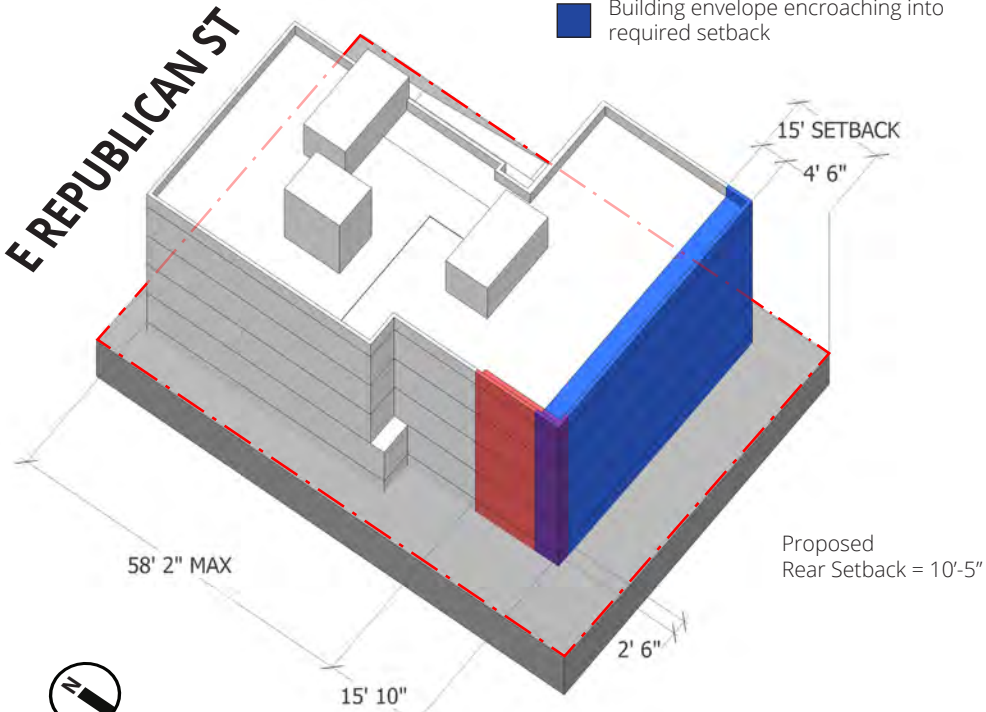 Building envelope encroaching into
required setback
E REPUBLICAN ST
15' SETBACK
4' 6"
58' 2" MAX
Proposed
Rear Setback = 10'-5"
2' 6"
15' 10"
N